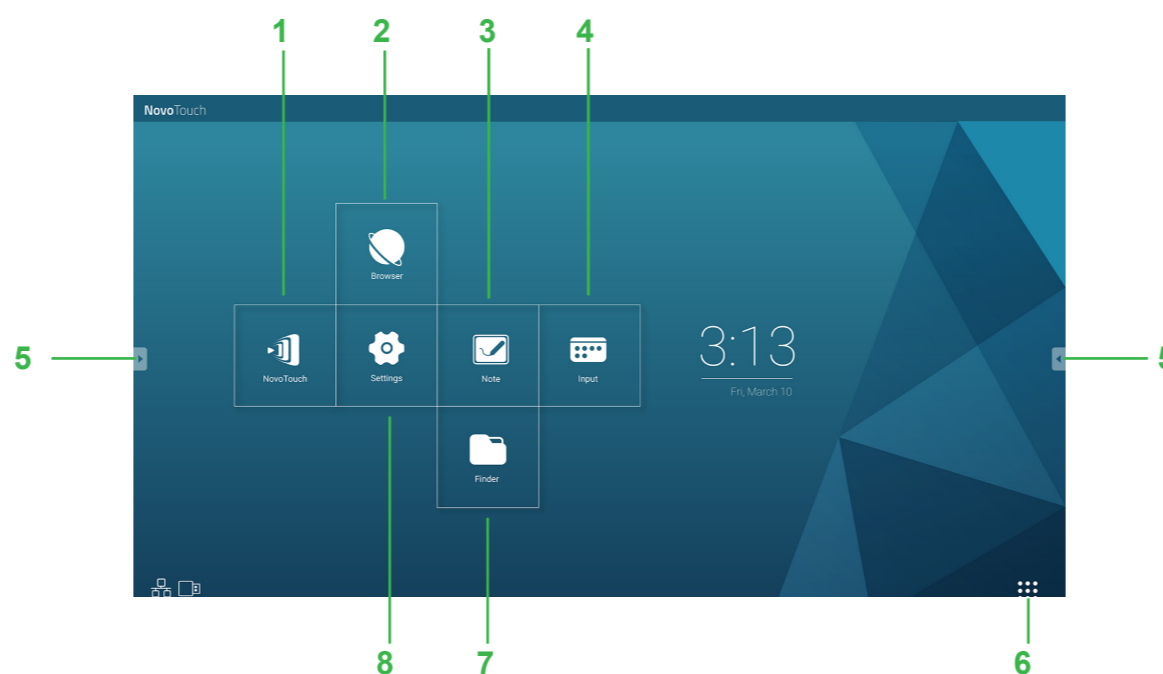 1 2 3 4
NovoTouch
Browser
NovoTouch Settings Note Input
3:13
Fri, March 10
5 5
Finder
8 7 6